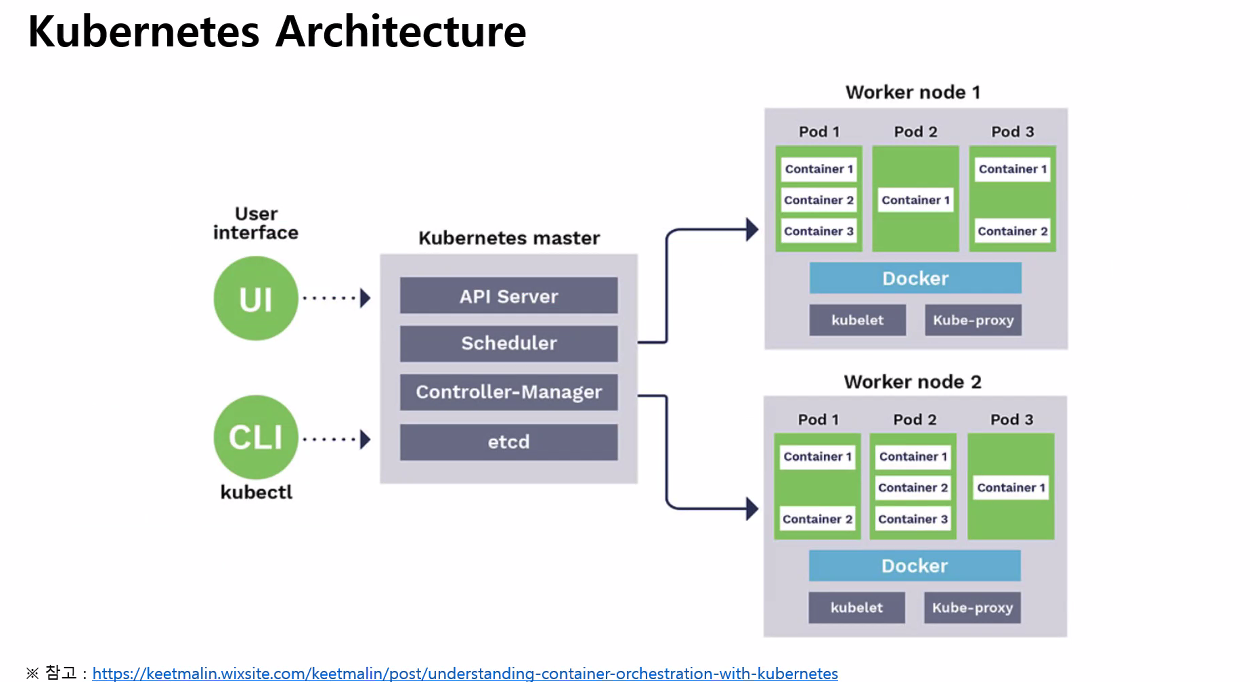 Kubernetes Architecture
User
interface
UI
CLI
kubectl
Kubernetes master
API Server
Scheduler
Controller-Manager
etcd
Worker node 1
Pod 1 Pod 2 Pod 3
Container 1
Container 2
Container 3
Container 1
Container 1
Container 2
Docker
kubelet Kube-proxy
Worker node 2
Pod 1 Pod 2 Pod 3
Container 1
Container 2
Container 1
Container 2
Container 3
Container 1
Docker
kubelet Kube-proxy
※ 참고 : https://keetmalin.wixsite.com/keetmalin/post/understanding-container-orchestration-with-kubernetes